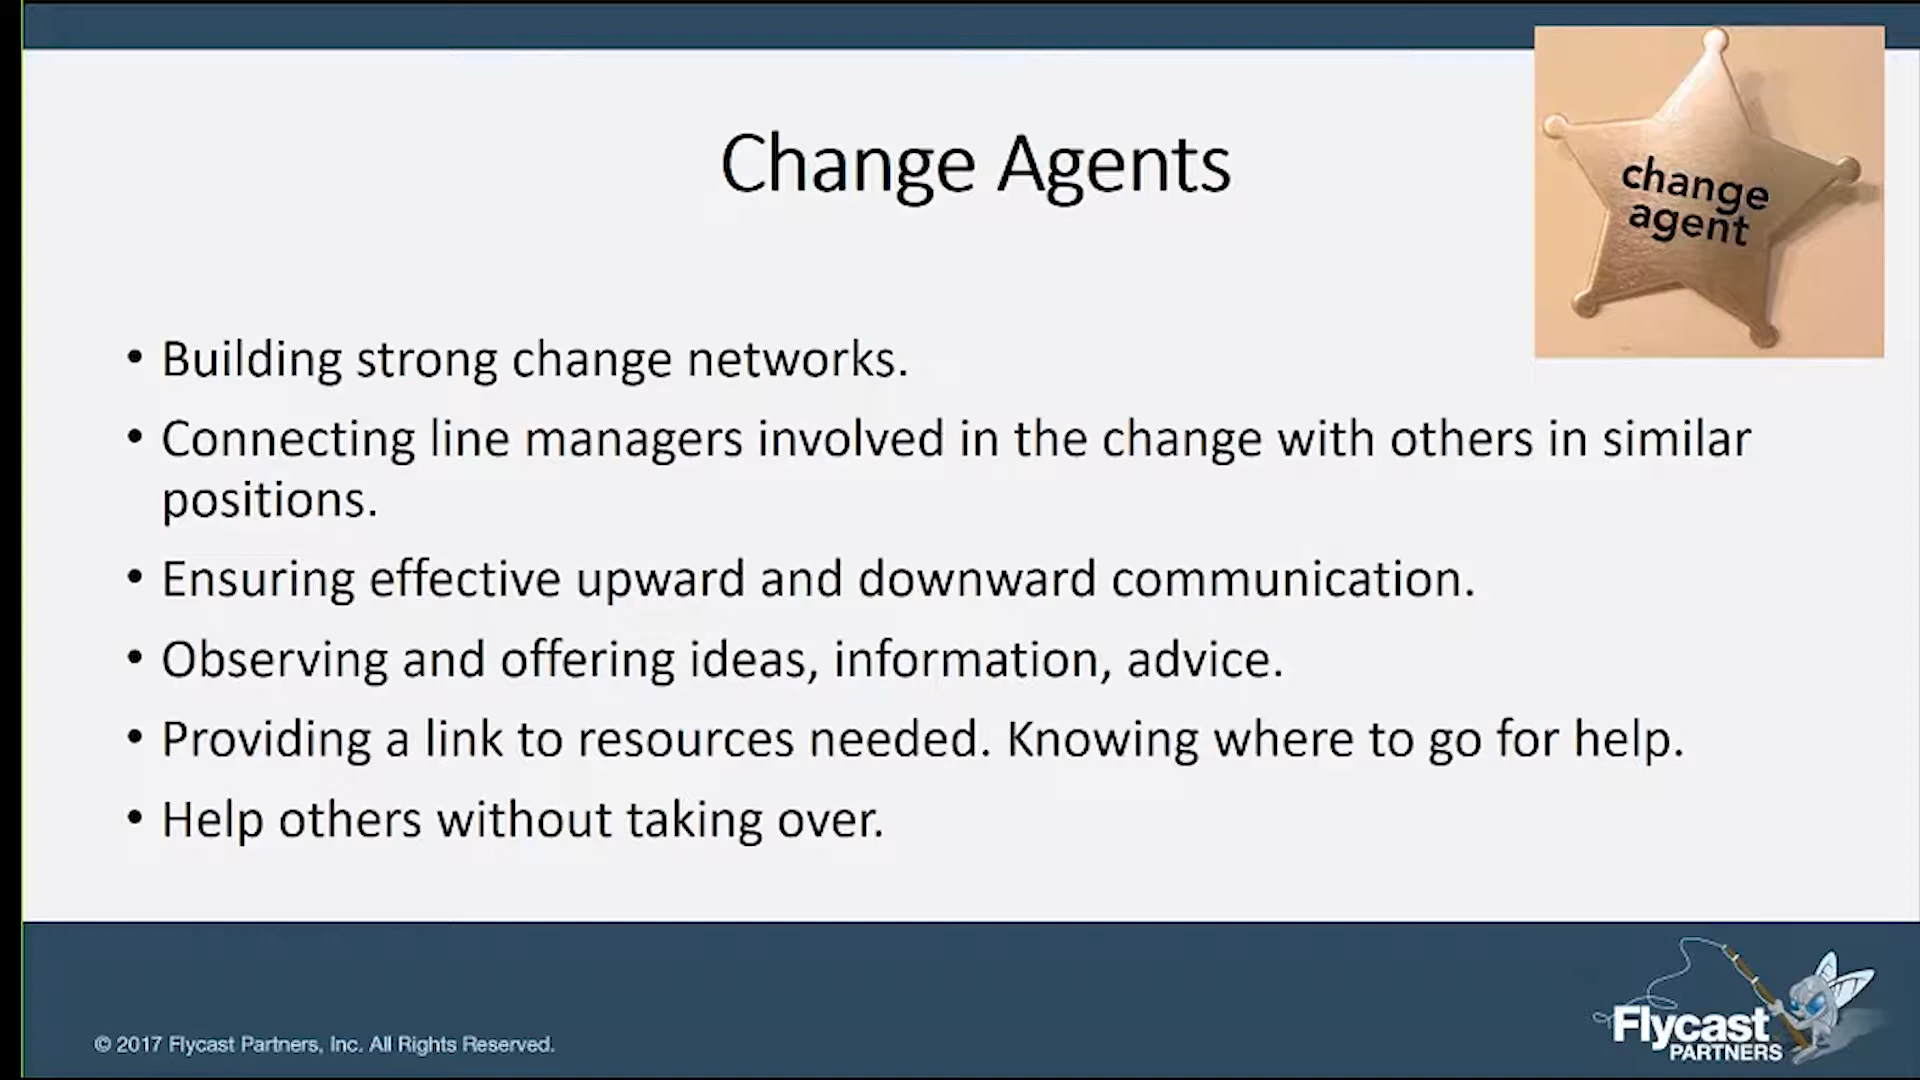 change
agent
Change Agents
• Building strong change networks.
• Connecting line managers involved in the change with others in similar
positions.
• Ensuring effective upward and downward communication.
• Observing and offering ideas, information, advice.
• Providing a link to resources needed. Knowing where to go for help.
• Help others without taking over.
© 2017 Flycast Partners, Inc. All Rights Reserved.
Flycast
PARTNERS